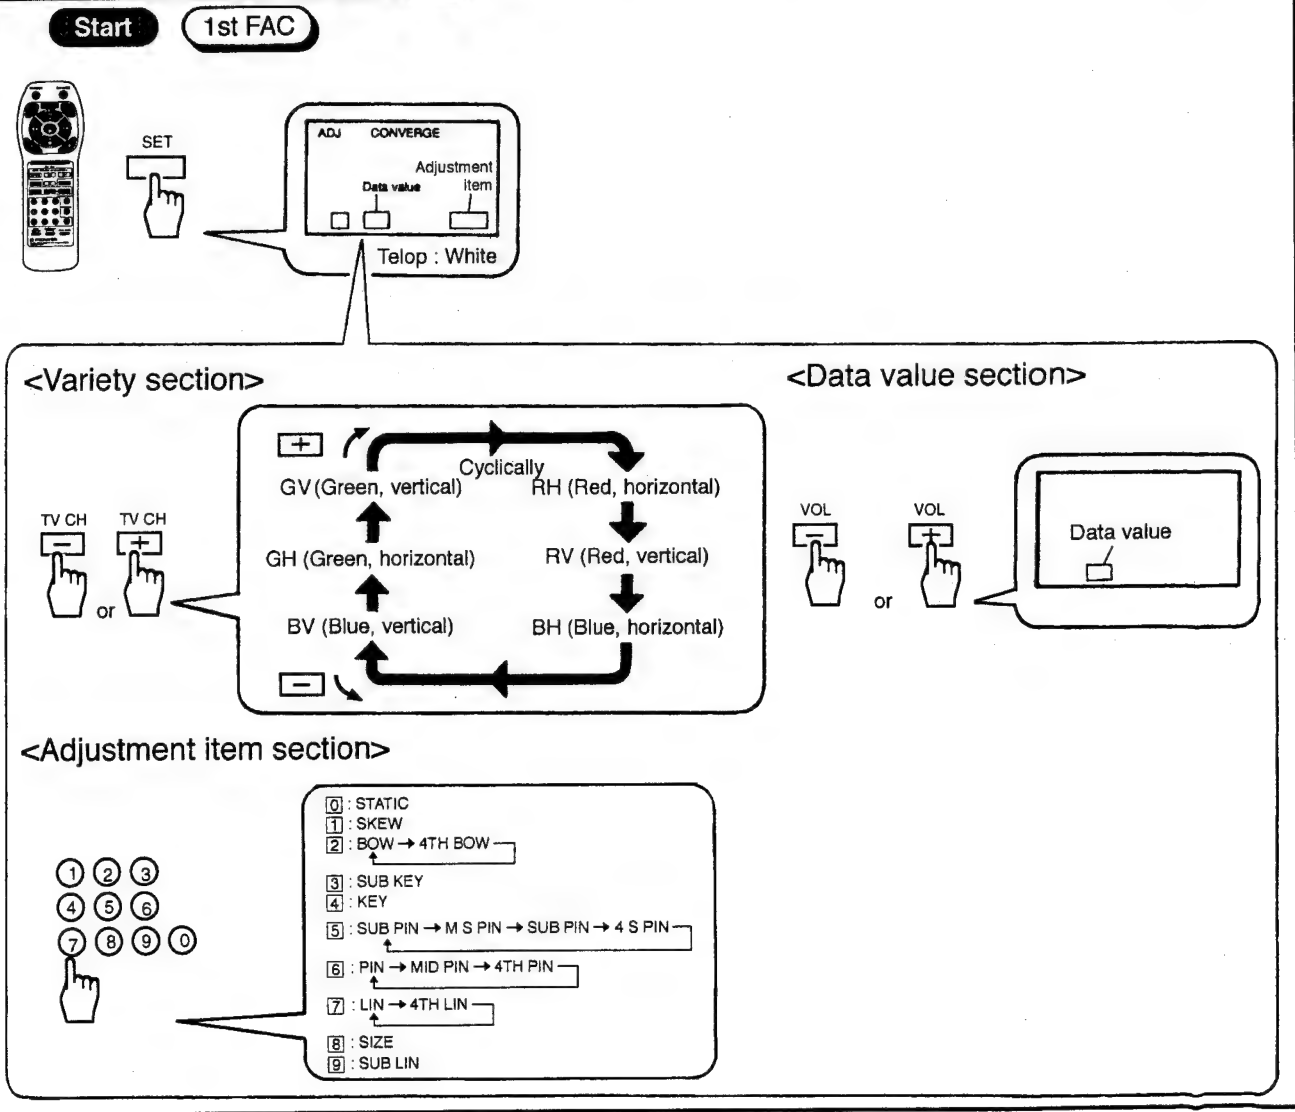 Start
1st FAC
SET
ADJ CONVERGE
Adjustment
item
Data value
Telop : White
<Variety section>
<Data value section>
+
Cyclically
GV (Green, vertical)
RH (Red, horizontal)
GH (Green, horizontal)
RV (Red, vertical)
BV (Blue, vertical)
BH (Blue, horizontal)
−
TV CH
TV CH
−
+
or
VOL
VOL
−
+
or
Data value
<Adjustment item section>
1 2 3
4 5 6
7 8 9 0
0 : STATIC
1 : SKEW
2 : BOW → 4TH BOW
3 : SUB KEY
4 : KEY
5 : SUB PIN → M S PIN → SUB PIN → 4 S PIN
6 : PIN → MID PIN → 4TH PIN
7 : LIN → 4TH LIN
8 : SIZE
9 : SUB LIN